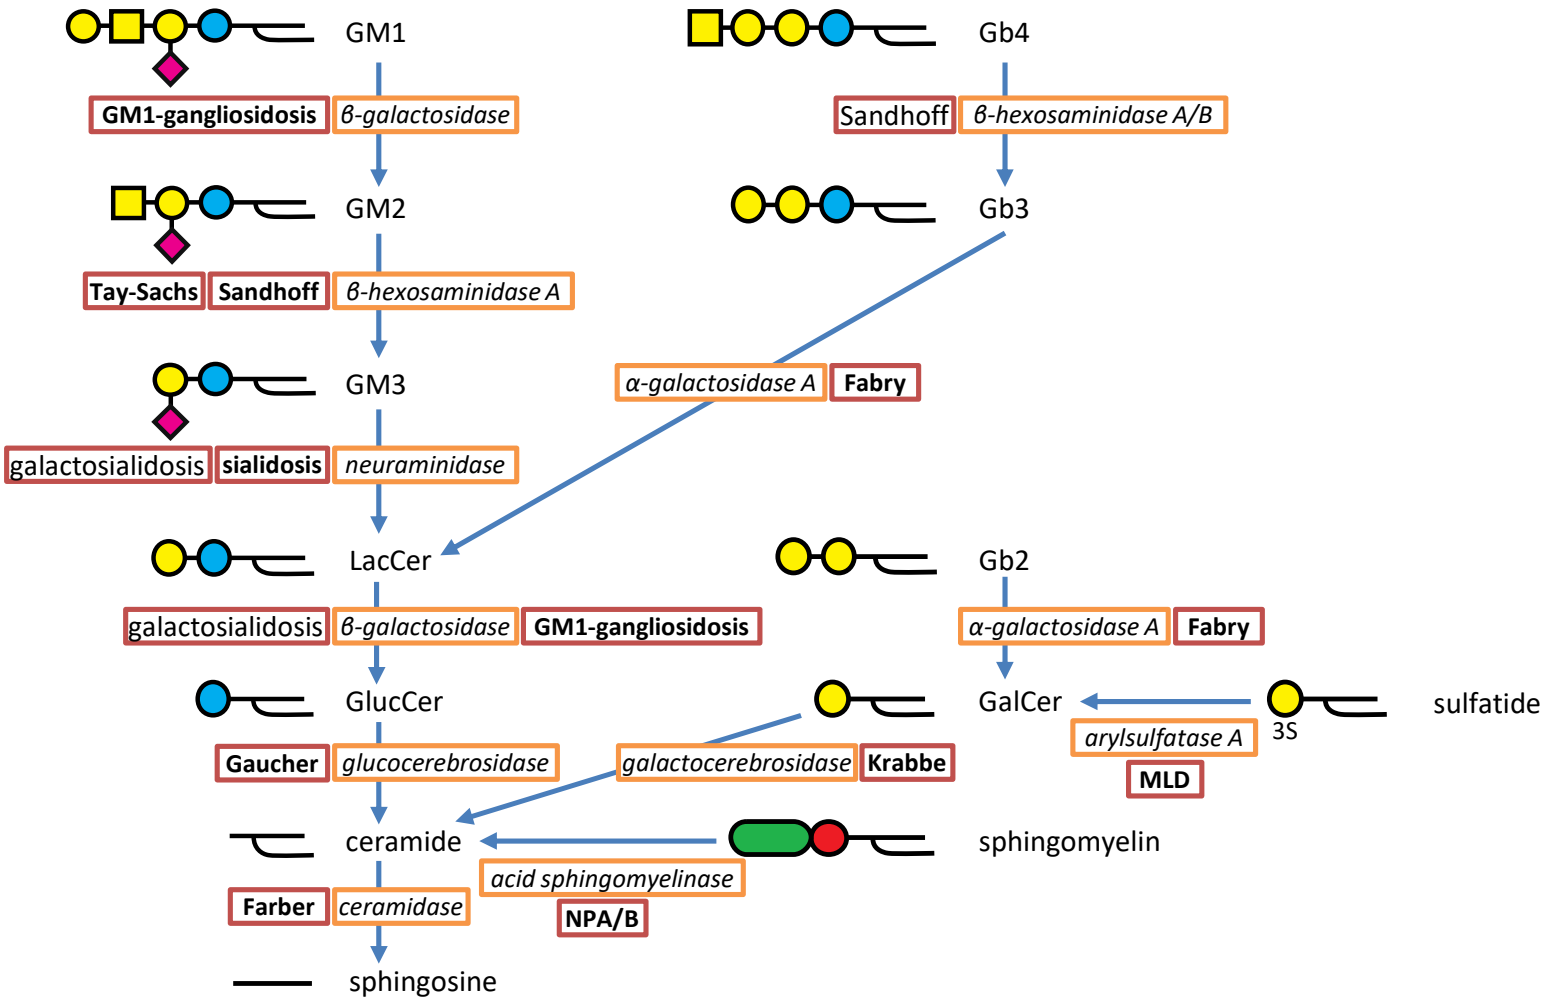 GM1
Gb4
GM1-gangliosidosis
β-galactosidase
Sandhoff
β-hexosaminidase A/B
GM2
Gb3
Tay-Sachs
Sandhoff
β-hexosaminidase A
GM3
α-galactosidase A
Fabry
galactosialidosis
sialidosis
neuraminidase
LacCer
Gb2
galactosialidosis
β-galactosidase
GM1-gangliosidosis
α-galactosidase A
Fabry
GlucCer
GalCer
sulfatide
3S
arylsulfatase A
MLD
Gaucher
glucocerebrosidase
galactocerebrosidase
Krabbe
ceramide
sphingomyelin
acid sphingomyelinase
NPA/B
Farber
ceramidase
sphingosine